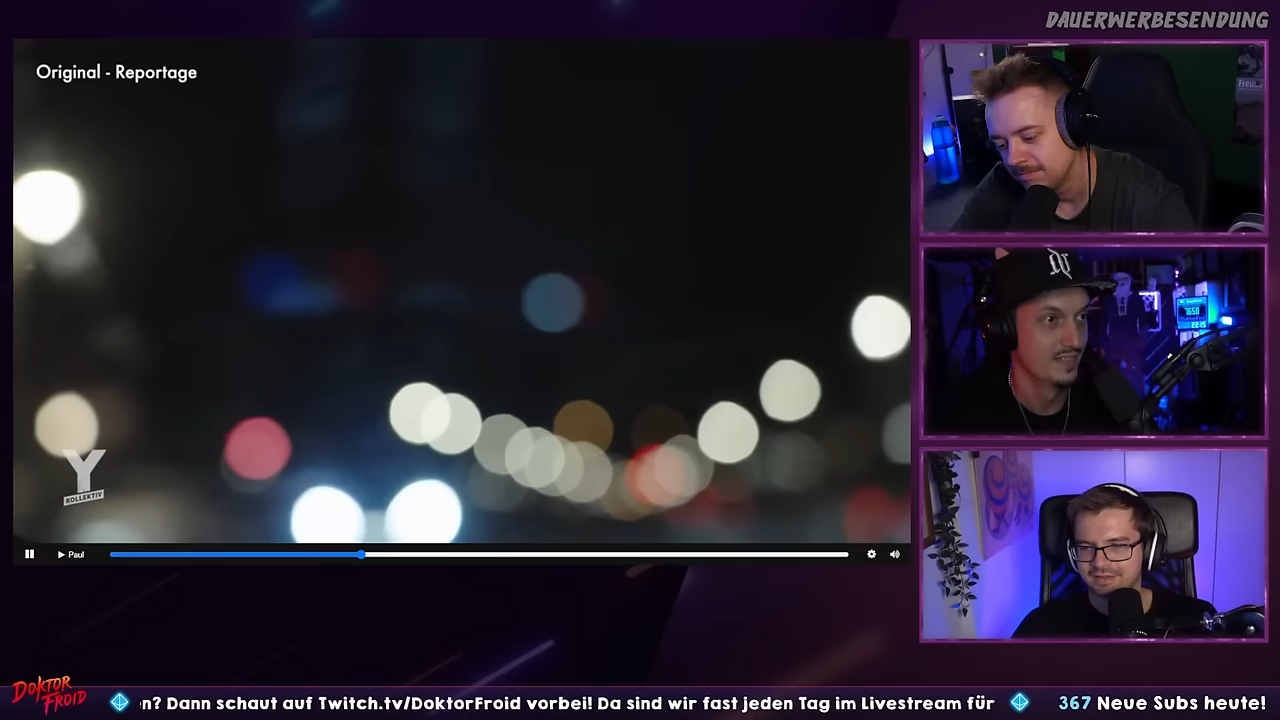 DAUERWERBESENDUNG
Original - Reportage
Y
KOLLEKTIV
Paul
DOKTOR
FROID
n? Dann schaut auf Twitch.tv/DoktorFroid vorbei! Da sind wir fast jeden Tag im Livestream für
367 Neue Subs heute!